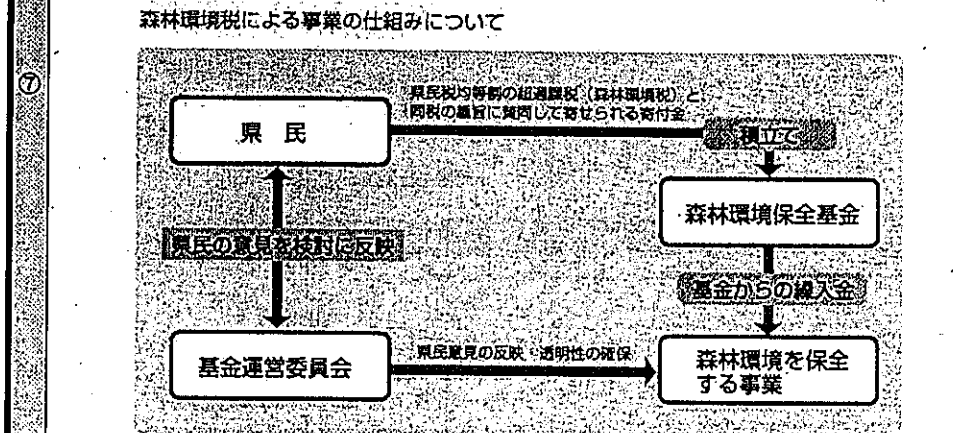 森林環境税による事業の仕組みについて
⑦
県民税均等割の超過課税（森林環境税）と
同税の趣旨に賛同して寄せられる寄付金
県 民
積立て
森林環境保全基金
県民の意見を検討に反映
基金からの繰入金
基金運営委員会
県民意見の反映・透明性の確保
森林環境を保全
する事業